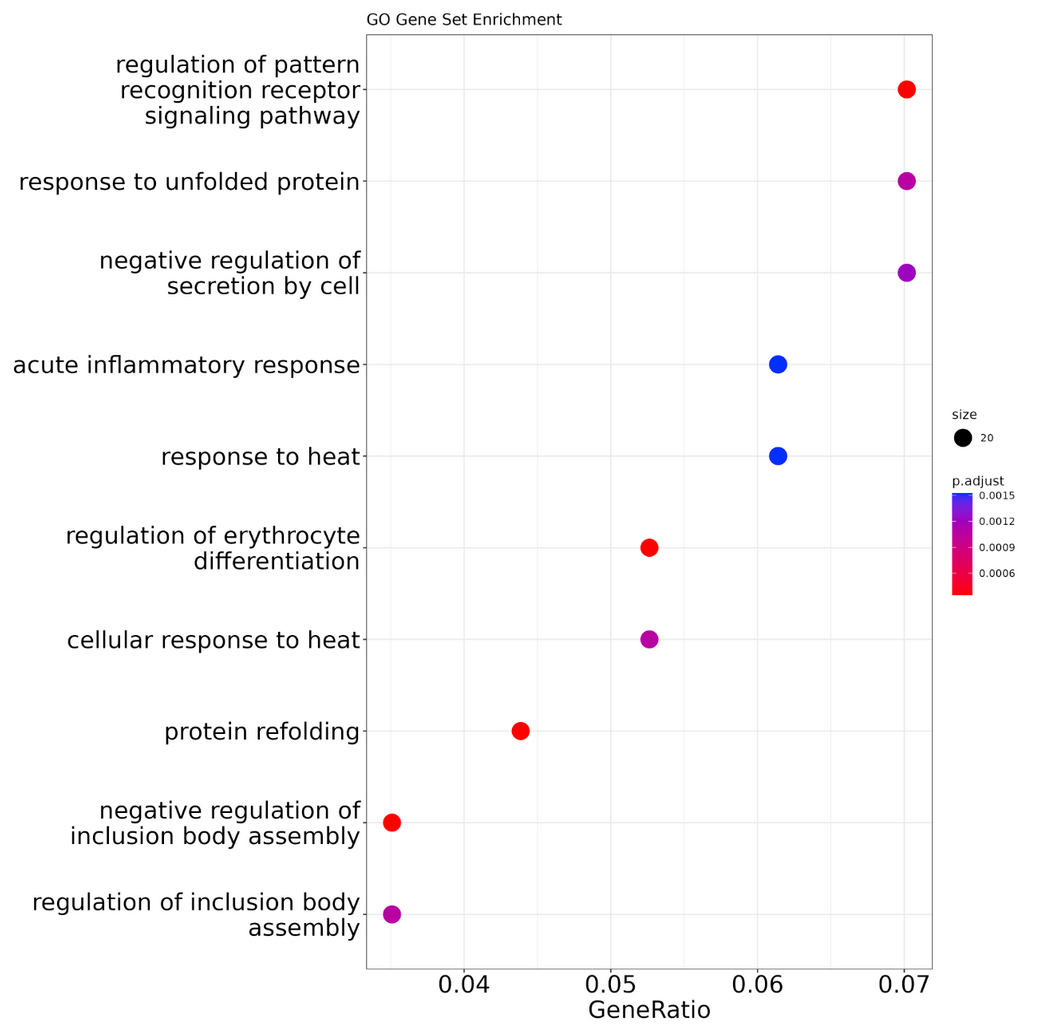 GO Gene Set Enrichment
regulation of pattern
recognition receptor
signaling pathway
response to unfolded protein
negative regulation of
secretion by cell
acute inflammatory response
response to heat
regulation of erythrocyte
differentiation
cellular response to heat
protein refolding
negative regulation of
inclusion body assembly
regulation of inclusion body
assembly
0.04 0.05 0.06 0.07
GeneRatio
size
20
p.adjust
0.0015
0.0012
0.0009
0.0006